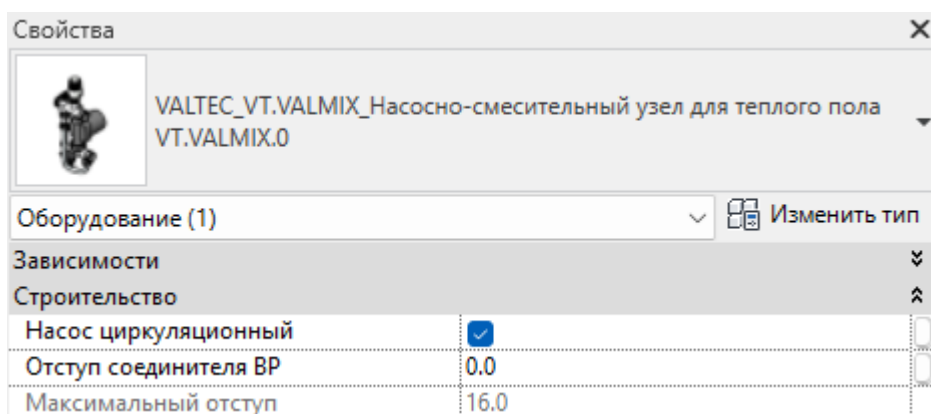 Свойства
VALTEC_VT.VALMIX_Насосно-смесительный узел для теплого пола
VT.VALMIX.0
Оборудование (1)
Изменить тип
Зависимости
Строительство
Насос циркуляционный
Отступ соединителя ВР 0.0
Максимальный отступ 16.0